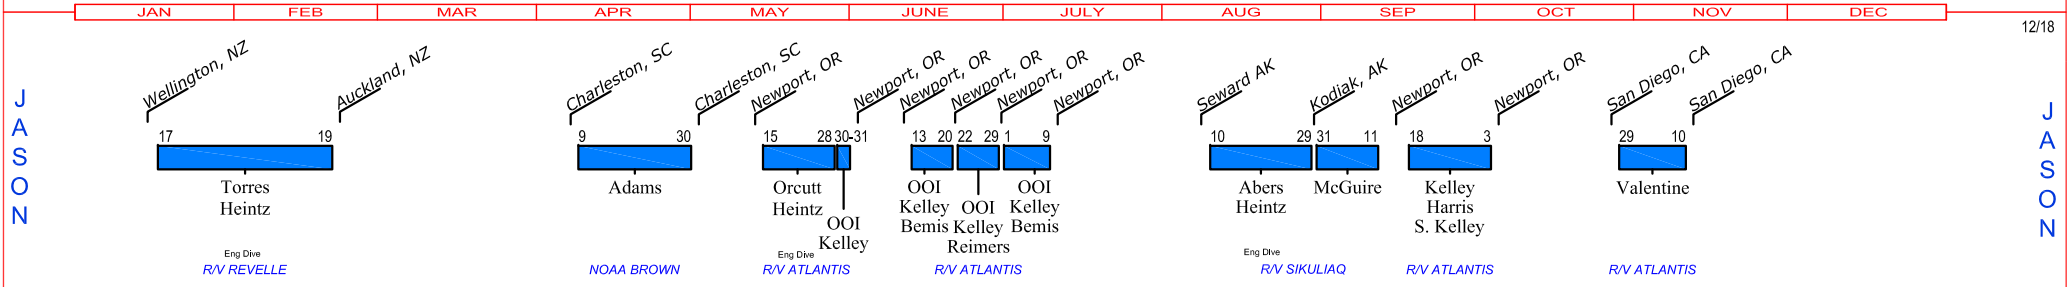 JAN FEB MAR APR MAY JUNE JULY AUG SEP OCT NOV DEC
12/18
JASON
Wellington, NZ
Auckland, NZ
Charleston, SC
Charleston, SC
Newport, OR
Newport, OR
Newport, OR
Newport, OR
Newport, OR
Newport, OR
Seward AK
Kodiak, AK
Newport, OR
Newport, OR
San Diego, CA
San Diego, CA
JASON
17 19 9 30 15 28 30-31 13 20 22 29 1 9 10 29 31 11 18 3 29 10
Torres
Heintz
Adams
Orcutt
Heintz
OOI
Kelley
OOI
Kelley
Bemis
OOI
Kelley
Reimers
OOI
Kelley
Bemis
Abers
Heintz
McGuire
Kelley
Harris
S. Kelley
Valentine
Eng Dive
Eng Dive
Eng Dive
R/V REVELLE
NOAA BROWN
R/V ATLANTIS
R/V ATLANTIS
R/V SIKULIAQ
R/V ATLANTIS
R/V ATLANTIS